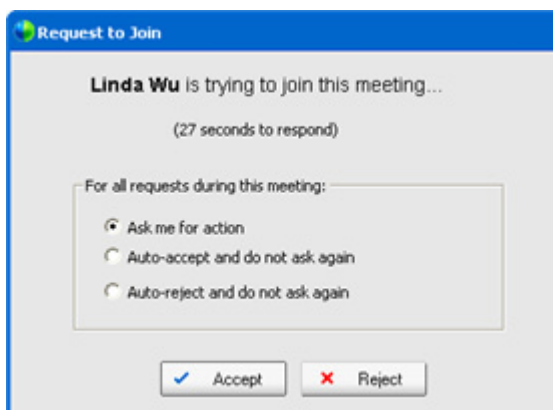 Request to Join
Linda Wu is trying to join this meeting...
(27 seconds to respond)
For all requests during this meeting:
Ask me for action
Auto-accept and do not ask again
Auto-reject and do not ask again
Accept Reject